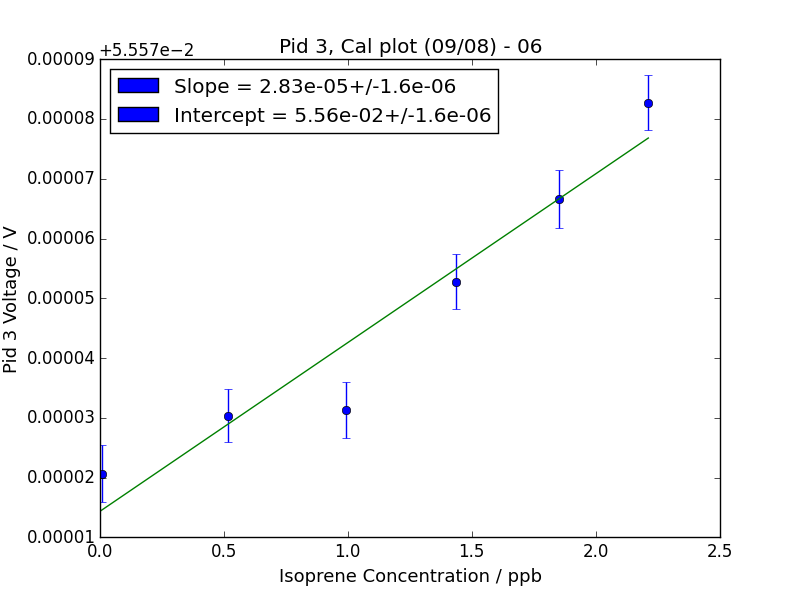 +5.557e−2
Pid 3, Cal plot (09/08) - 06
Slope = 2.83e-05+/-1.6e-06
Intercept = 5.56e-02+/-1.6e-06
0.00009
0.00008
0.00007
0.00006
0.00005
0.00004
0.00003
0.00002
0.00001
Pid 3 Voltage / V
0.0 0.5 1.0 1.5 2.0 2.5
Isoprene Concentration / ppb